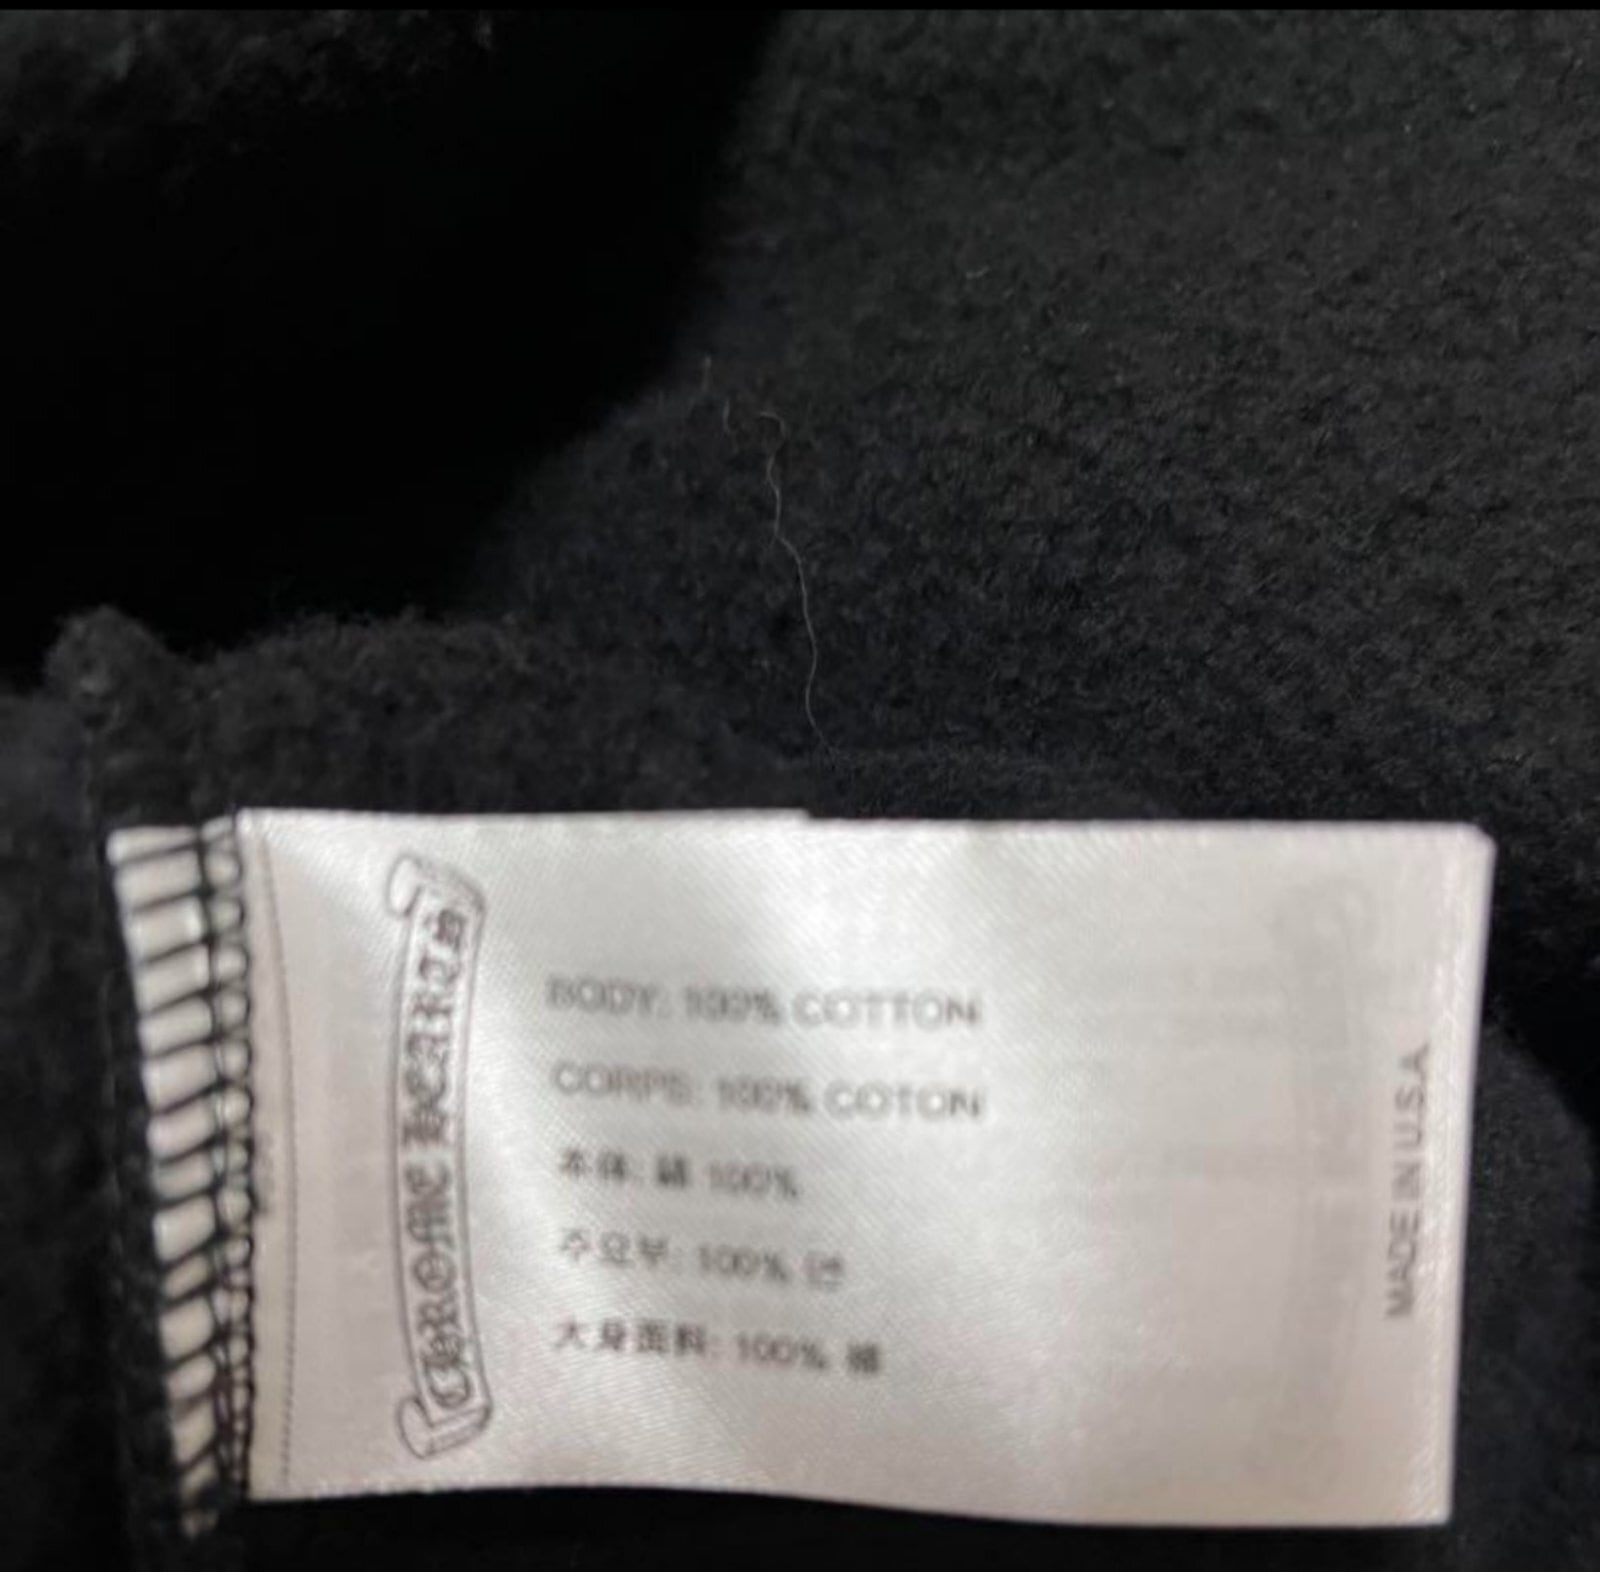 CHROME HEARTS
BODY: 100% COTTON
CORPS: 100% COTON
本体: 綿 100%
주요부: 100% 면
大身面料: 100% 棉
MADE IN U.S.A.